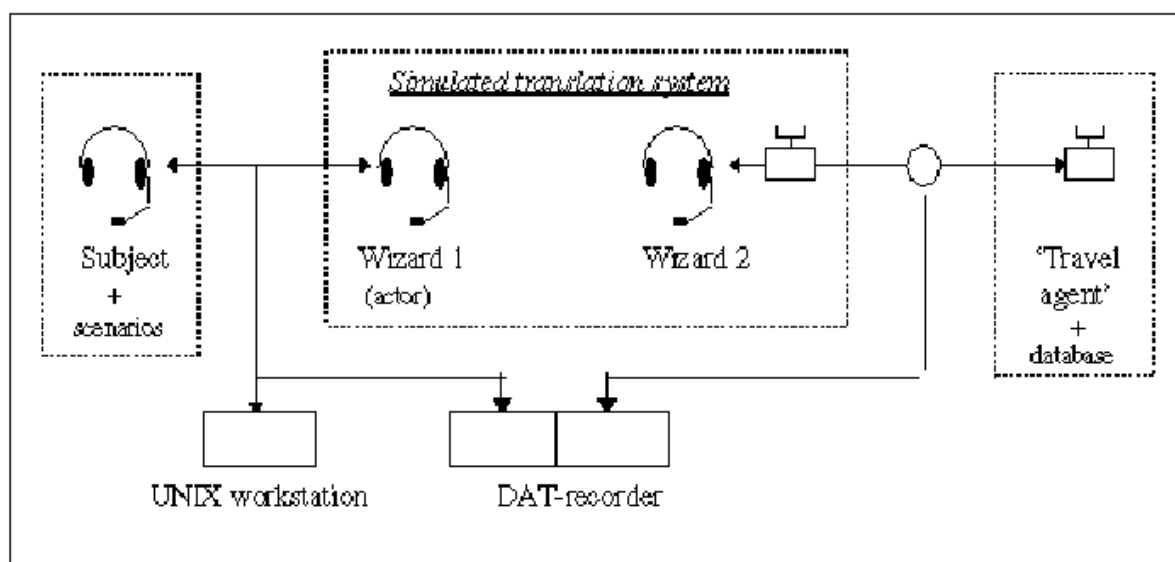 Simulated translation system
Subject
+
scenarios
Wizard 1
(actor)
Wizard 2
‘Travel
agent’
+
database
UNIX workstation
DAT-recorder